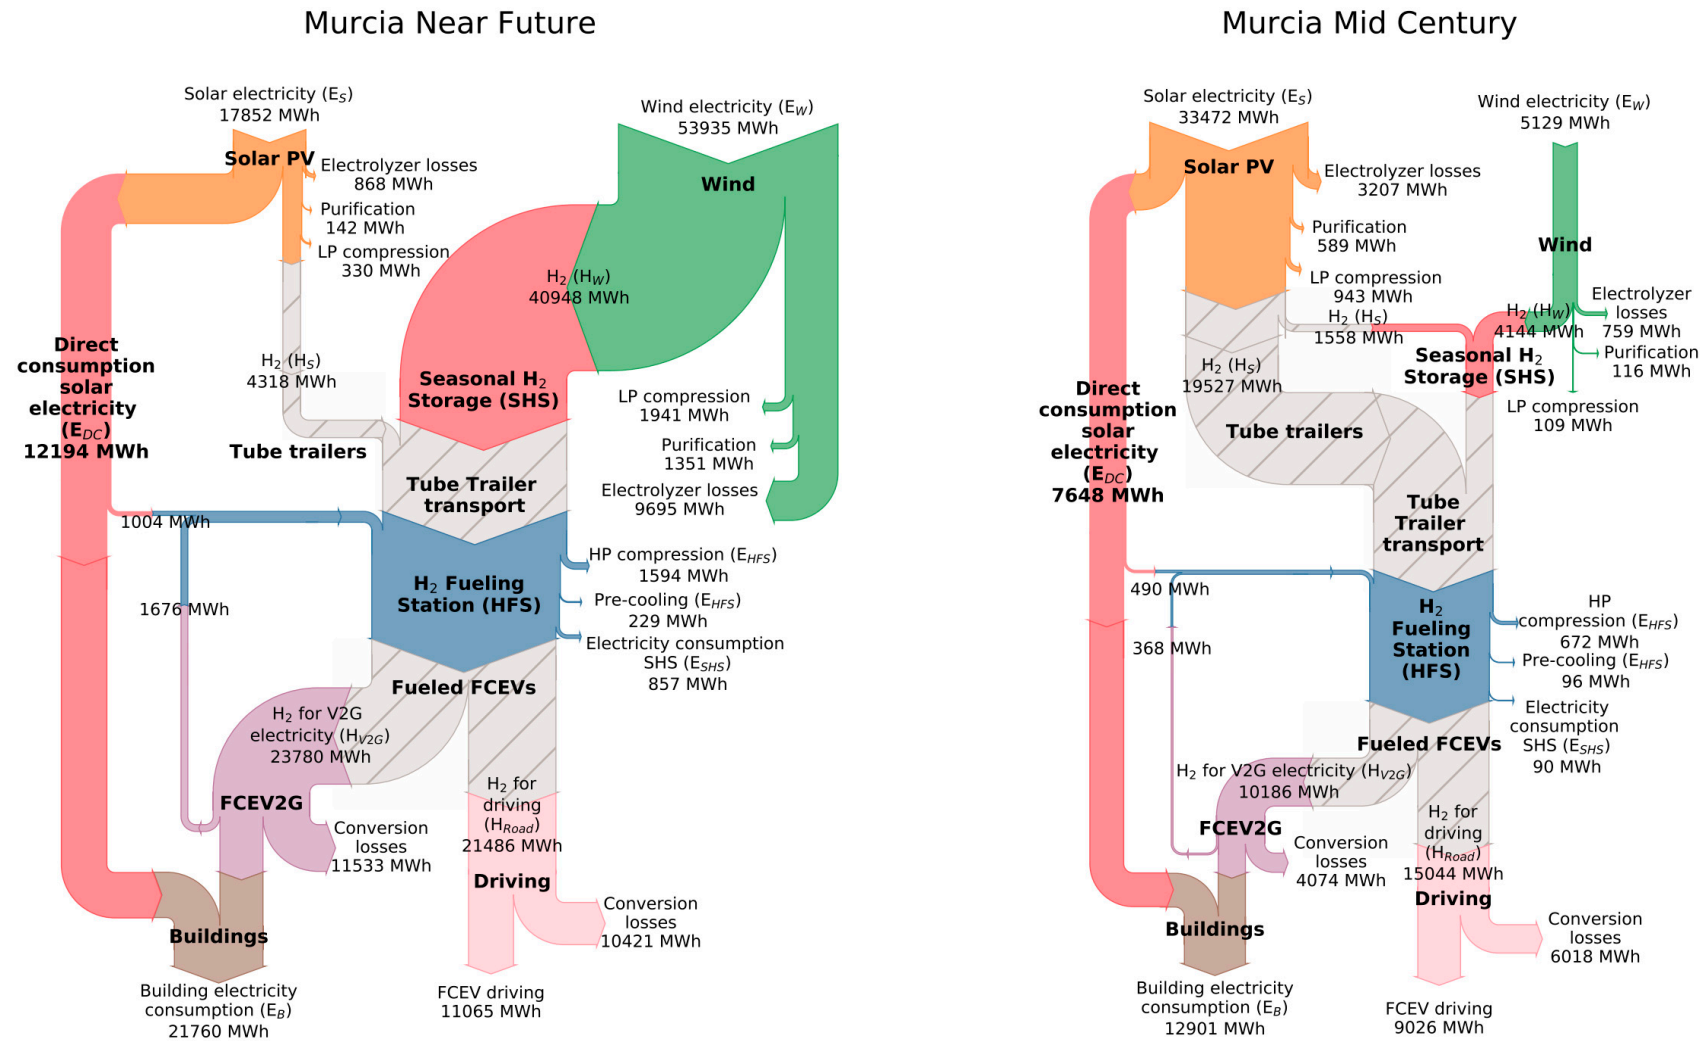 Murcia Near Future
Solar electricity (E_S)
17852 MWh
Wind electricity (E_W)
53935 MWh
Solar PV
Electrolyzer losses
868 MWh
Purification
142 MWh
LP compression
330 MWh
Wind
H₂ (H_W)
40948 MWh
Direct
consumption
solar
electricity
(E_DC)
12194 MWh
H₂ (H_S)
4318 MWh
Seasonal H₂
Storage (SHS)
LP compression
1941 MWh
Purification
1351 MWh
Electrolyzer losses
9695 MWh
Tube trailers
Tube Trailer
transport
1004 MWh
1676 MWh
H₂ Fueling
Station (HFS)
HP compression (E_HFS)
1594 MWh
Pre-cooling (E_HFS)
229 MWh
Electricity consumption
SHS (E_SHS)
857 MWh
Fueled FCEVs
H₂ for V2G
electricity (H_V2G)
23780 MWh
FCEV2G
Conversion
losses
11533 MWh
H₂ for
driving
(H_Road)
21486 MWh
Driving
Conversion
losses
10421 MWh
Buildings
Building electricity
consumption (E_B)
21760 MWh
FCEV driving
11065 MWh
Murcia Mid Century
Solar electricity (E_S)
33472 MWh
Wind electricity (E_W)
5129 MWh
Solar PV
Electrolyzer losses
3207 MWh
Purification
589 MWh
LP compression
943 MWh
Wind
H₂ (H_S)
1558 MWh
H₂ (H_W)
4144 MWh
Electrolyzer
losses
759 MWh
Purification
116 MWh
LP compression
109 MWh
Seasonal H₂
Storage (SHS)
H₂ (H_S)
19527 MWh
Direct
consumption
solar
electricity
(E_DC)
7648 MWh
Tube trailers
Tube
Trailer
transport
490 MWh
368 MWh
H₂
Fueling
Station
(HFS)
HP
compression (E_HFS)
672 MWh
Pre-cooling (E_HFS)
96 MWh
Electricity
consumption
SHS (E_SHS)
90 MWh
Fueled FCEVs
H₂ for V2G electricity (H_V2G)
10186 MWh
FCEV2G
Conversion
losses
4074 MWh
H₂ for
driving
(H_Road)
15044 MWh
Driving
Conversion
losses
6018 MWh
Buildings
Building electricity
consumption (E_B)
12901 MWh
FCEV driving
9026 MWh